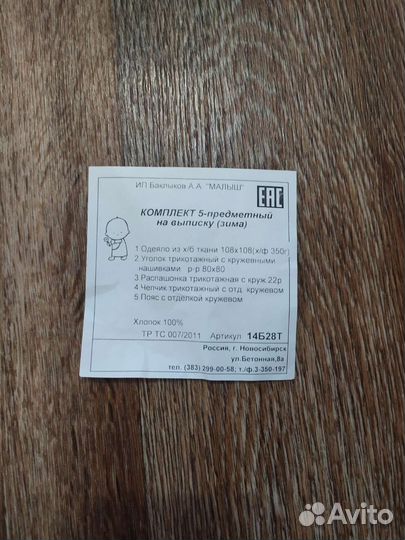 ИП Баклыков А.А. "МАЛЫШ"
ЕАС
КОМПЛЕКТ 5-предметный
на выписку (зима)
1 Одеяло из х/б ткани 108х108(х/ф 350г)
2 Уголок трикотажный с кружевными
нашивками р-р 80х80
3 Распашонка трикотажная с круж.22р
4 Чепчик трикотажный с отд. кружевом
5 Пояс с отделкой кружевом
Хлопок 100%
ТР ТС 007/2011 Артикул 14Б28Т
Россия, г. Новосибирск
ул.Бетонная,8а
тел. (383) 299-00-58; т./ф.3-350-197
Avito